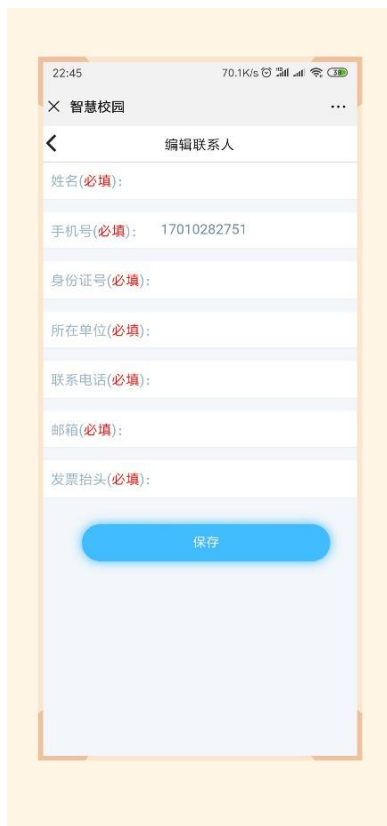 22:45 70.1K/s
智慧校园
编辑联系人
姓名(必填):
手机号(必填): 17010282751
身份证号(必填):
所在单位(必填):
联系电话(必填):
邮箱(必填):
发票抬头(必填):
保存